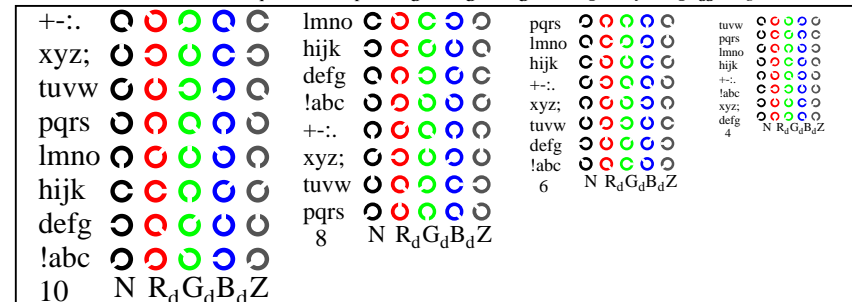 +-:.
xyz;
tuvw
pqrs
lmno
hijk
defg
!abc
10 N RdGdBdZ
lmno
hijk
defg
!abc
+-:.
xyz;
tuvw
pqrs
8 N RdGdBdZ
pqrs
lmno
hijk
+-:.
xyz;
tuvw
defg
!abc
6 N RdGdBdZ
tuvw
pqrs
lmno
hijk
+-:.
!abc
xyz;
defg
4 N RdGdBdZ